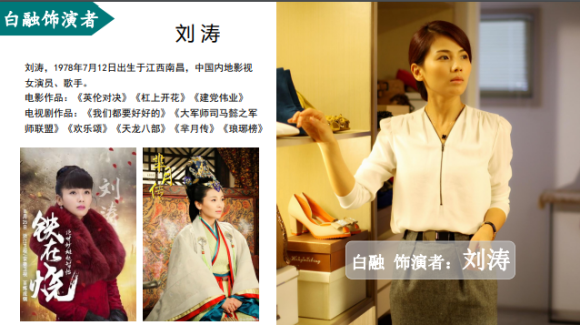 白融饰演者
刘 涛
刘涛，1978年7月12日出生于江西南昌，中国内地影视
女演员、歌手。
电影作品：《英伦对决》《杠上开花》《建党伟业》
电视剧作品：《我们都要好好的》《大军师司马懿之军
师联盟》《欢乐颂》《天龙八部》《芈月传》《琅琊榜》
刘涛
铁在烧
芈月传
白融 饰演者：刘涛